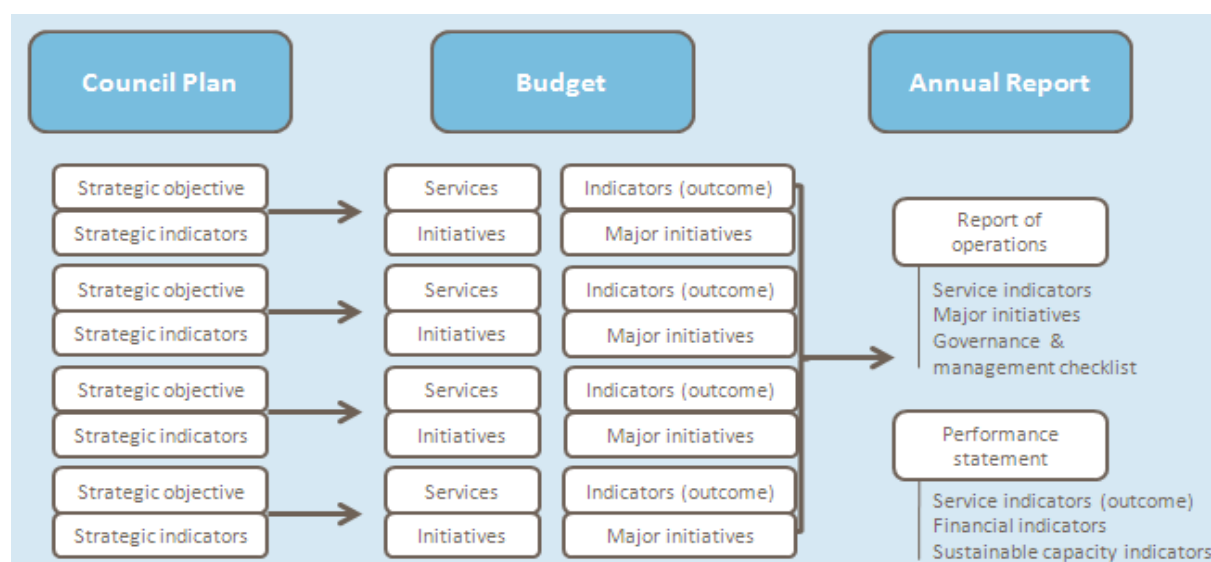 Council Plan
Budget
Annual Report
Strategic objective
Strategic indicators
Strategic objective
Strategic indicators
Strategic objective
Strategic indicators
Strategic objective
Strategic indicators
Services
Initiatives
Services
Initiatives
Services
Initiatives
Services
Initiatives
Indicators (outcome)
Major initiatives
Indicators (outcome)
Major initiatives
Indicators (outcome)
Major initiatives
Indicators (outcome)
Major initiatives
Report of
operations
Service indicators
Major initiatives
Governance &
management checklist
Performance
statement
Service indicators (outcome)
Financial indicators
Sustainable capacity indicators